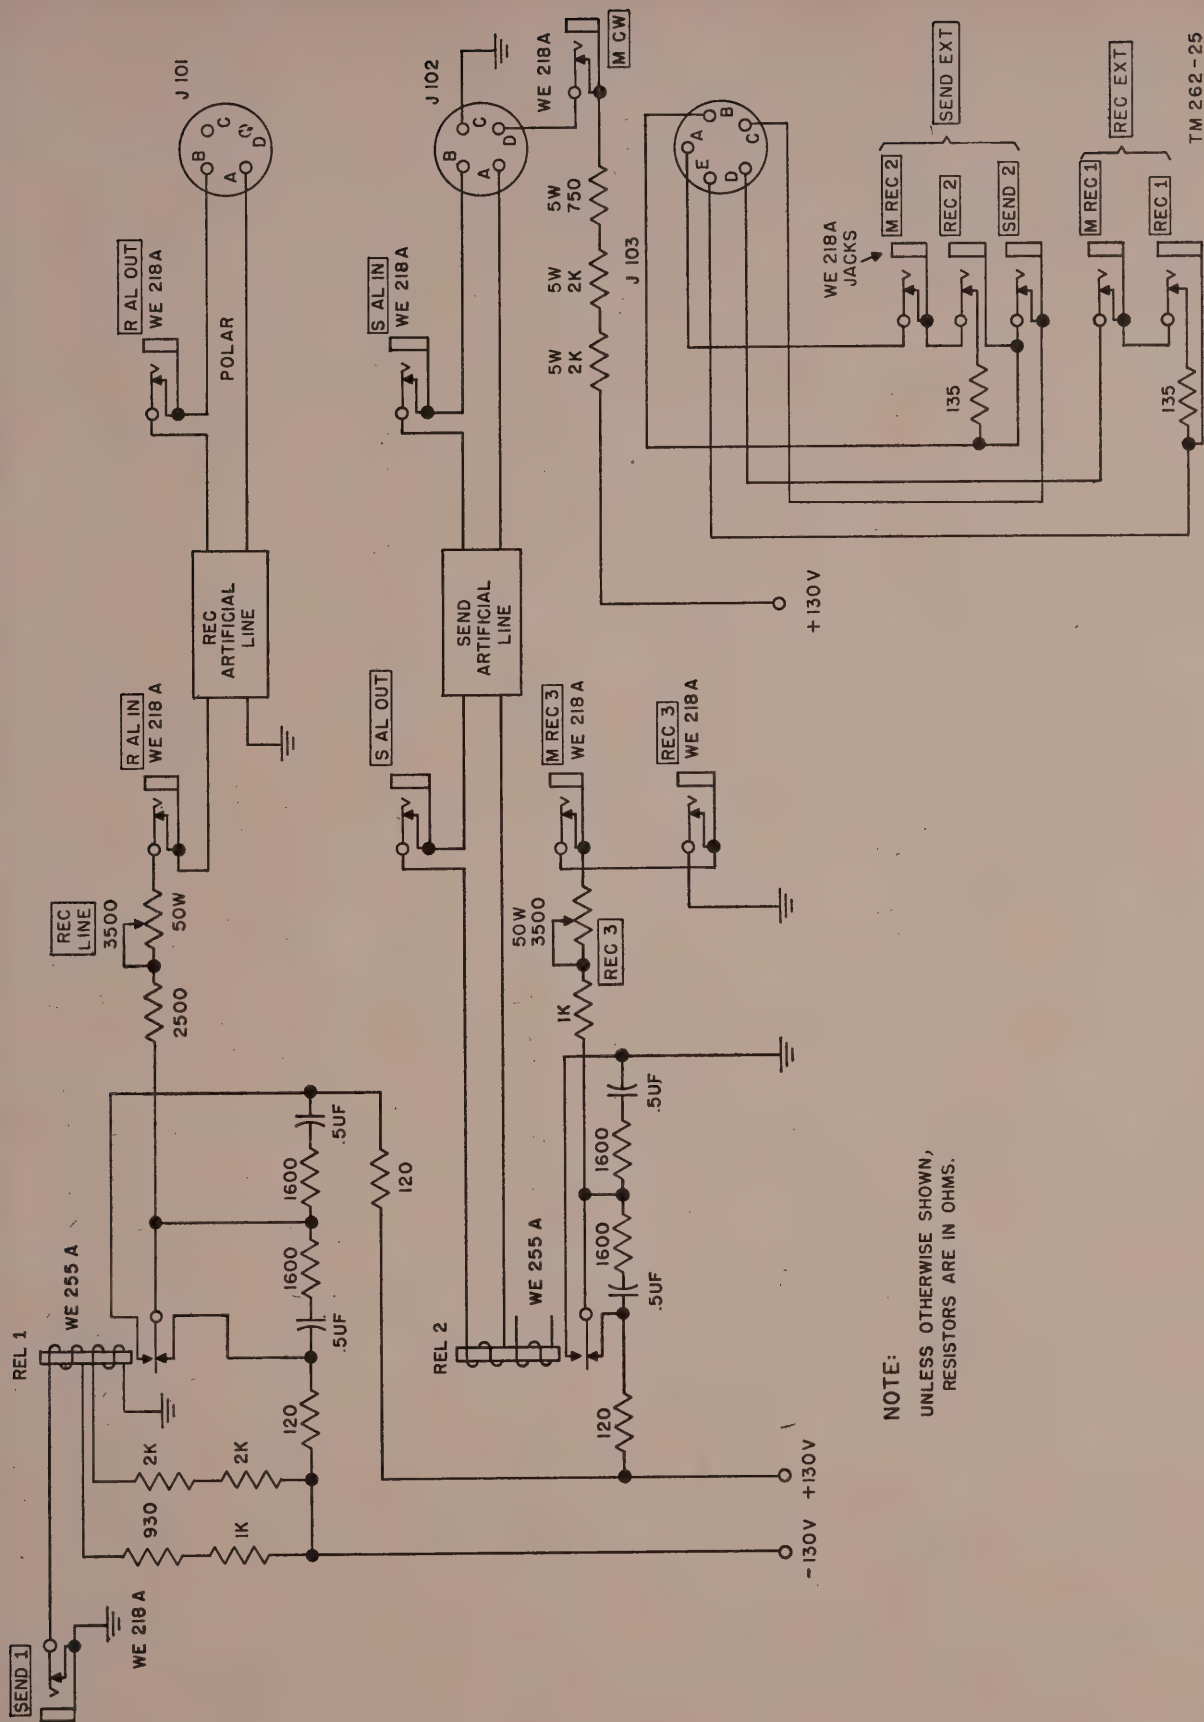 SEND 1
WE 218 A
REL 1
WE 255 A
930
1K
2K
2K
120
.5UF
1600
1600
.5UF
120
2500
REC
LINE
3500
50W
R AL IN
WE 218 A
REC
ARTIFICIAL
LINE
R AL OUT
WE 218 A
POLAR
J 101
B
C
A
D
REL 2
WE 255 A
120
.5UF
1600
1600
.5UF
1K
50W
3500
REC 3
S AL OUT
M REC 3
WE 218 A
REC 3
WE 218 A
SEND
ARTIFICIAL
LINE
S AL IN
WE 218 A
J 102
B
C
A
D
WE 218A
M CW
5W
2K
5W
2K
5W
750
+130V
-130V
+130V
J 103
A
B
E
C
D
WE 218A
JACKS
M REC 2
REC 2
SEND 2
SEND EXT
135
M REC 1
REC 1
REC EXT
135
NOTE:
UNLESS OTHERWISE SHOWN,
RESISTORS ARE IN OHMS.
TM 262-25